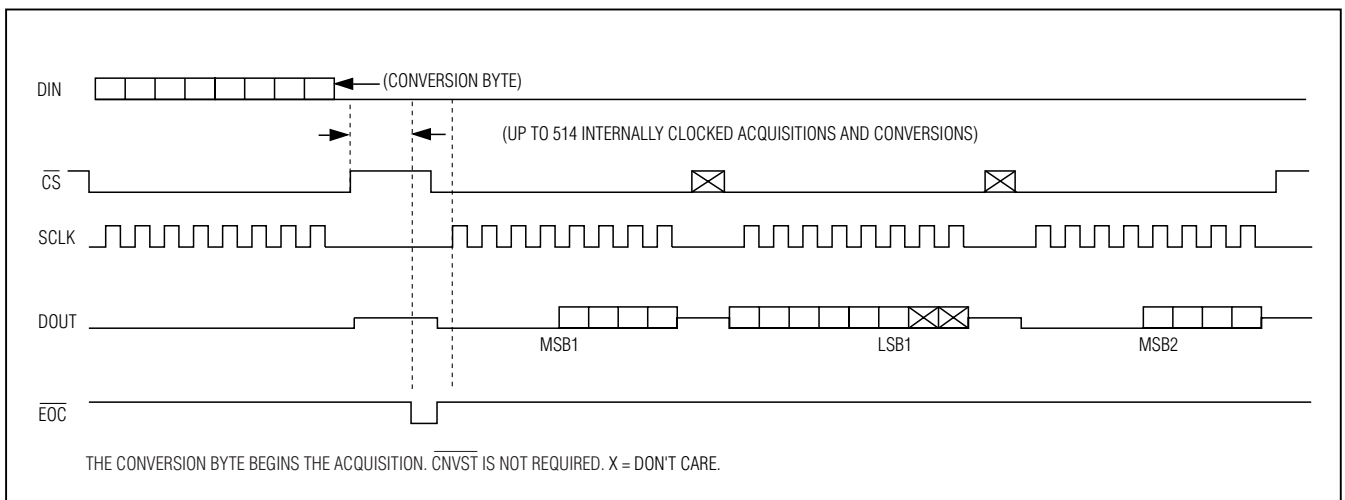 DIN
(CONVERSION BYTE)
(UP TO 514 INTERNALLY CLOCKED ACQUISITIONS AND CONVERSIONS)
CS
SCLK
DOUT
MSB1
LSB1
MSB2
EOC
THE CONVERSION BYTE BEGINS THE ACQUISITION. CNVST IS NOT REQUIRED. X = DON'T CARE.